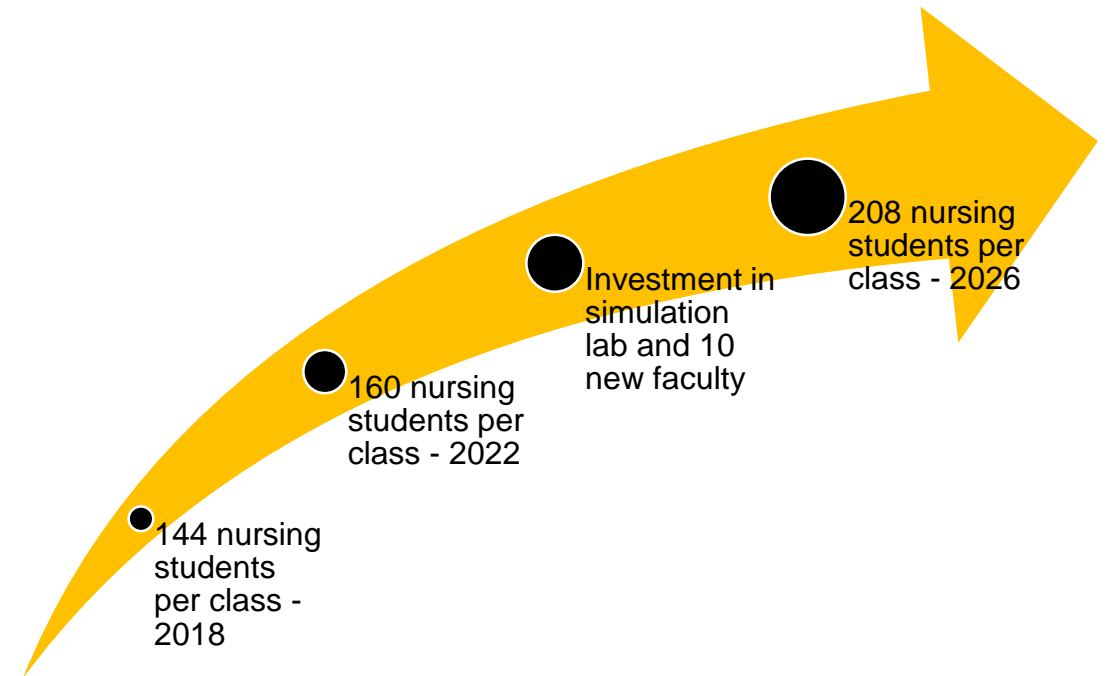 144 nursing
students
per class -
2018
160 nursing
students per
class - 2022
Investment in
simulation
lab and 10
new faculty
208 nursing
students per
class - 2026